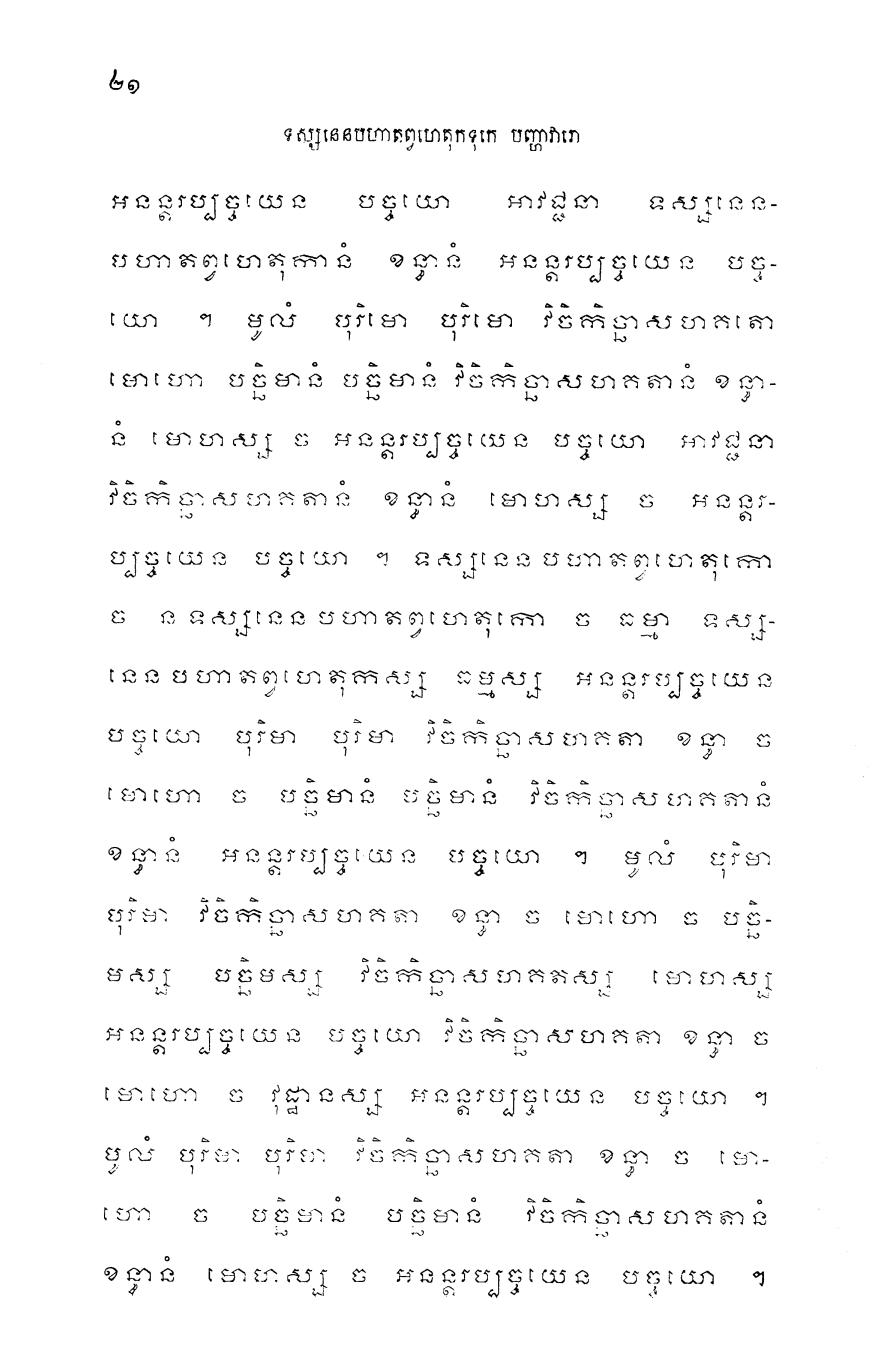 ៤១
ទស្សនេនបហាតព្វហេតុកទុកេ បញ្ហាវារោ
អនន្តរប្បច្ចយេន បច្ចយោ អាវជ្ជនា ទស្សនេន-
បហាតព្វហេតុកានំ ខន្ធានំ អនន្តរប្បច្ចយេន បច្ច-
យោ ។ មូលំ បុរិមោ បុរិមោ វិចិកិច្ឆាសហគតោ
មោហោ បច្ឆិមានំ បច្ឆិមានំ វិចិកិច្ឆាសហគតានំ ខន្ធា-
នំ មោហស្ស ច អនន្តរប្បច្ចយេន បច្ចយោ អាវជ្ជនា
វិចិកិច្ឆាសហគតានំ ខន្ធានំ មោហស្ស ច អនន្តរ-
ប្បច្ចយេន បច្ចយោ ។ ទស្សនេនបហាតព្វហេតុកោ
ច ន ទស្សនេនបហាតព្វហេតុកោ ច ធម្មា ទស្ស-
នេនបហាតព្វហេតុកស្ស ធម្មស្ស អនន្តរប្បច្ចយេន
បច្ចយោ បុរិមា បុរិមា វិចិកិច្ឆាសហគតា ខន្ធា ច
មោហោ ច បច្ឆិមានំ បច្ឆិមានំ វិចិកិច្ឆាសហគតានំ
ខន្ធានំ អនន្តរប្បច្ចយេន បច្ចយោ ។ មូលំ បុរិមា
បុរិមា វិចិកិច្ឆាសហគតា ខន្ធា ច មោហោ ច បច្ឆិ-
មស្ស បច្ឆិមស្ស វិចិកិច្ឆាសហគតស្ស មោហស្ស
អនន្តរប្បច្ចយេន បច្ចយោ វិចិកិច្ឆាសហគតា ខន្ធា ច
មោហោ ច វុដ្ឋានស្ស អនន្តរប្បច្ចយេន បច្ចយោ ។
មូលំ បុរិមា បុរិមា វិចិកិច្ឆាសហគតា ខន្ធា ច មោ-
ហោ ច បច្ឆិមានំ បច្ឆិមានំ វិចិកិច្ឆាសហគតានំ
ខន្ធានំ មោហស្ស ច អនន្តរប្បច្ចយេន បច្ចយោ ។